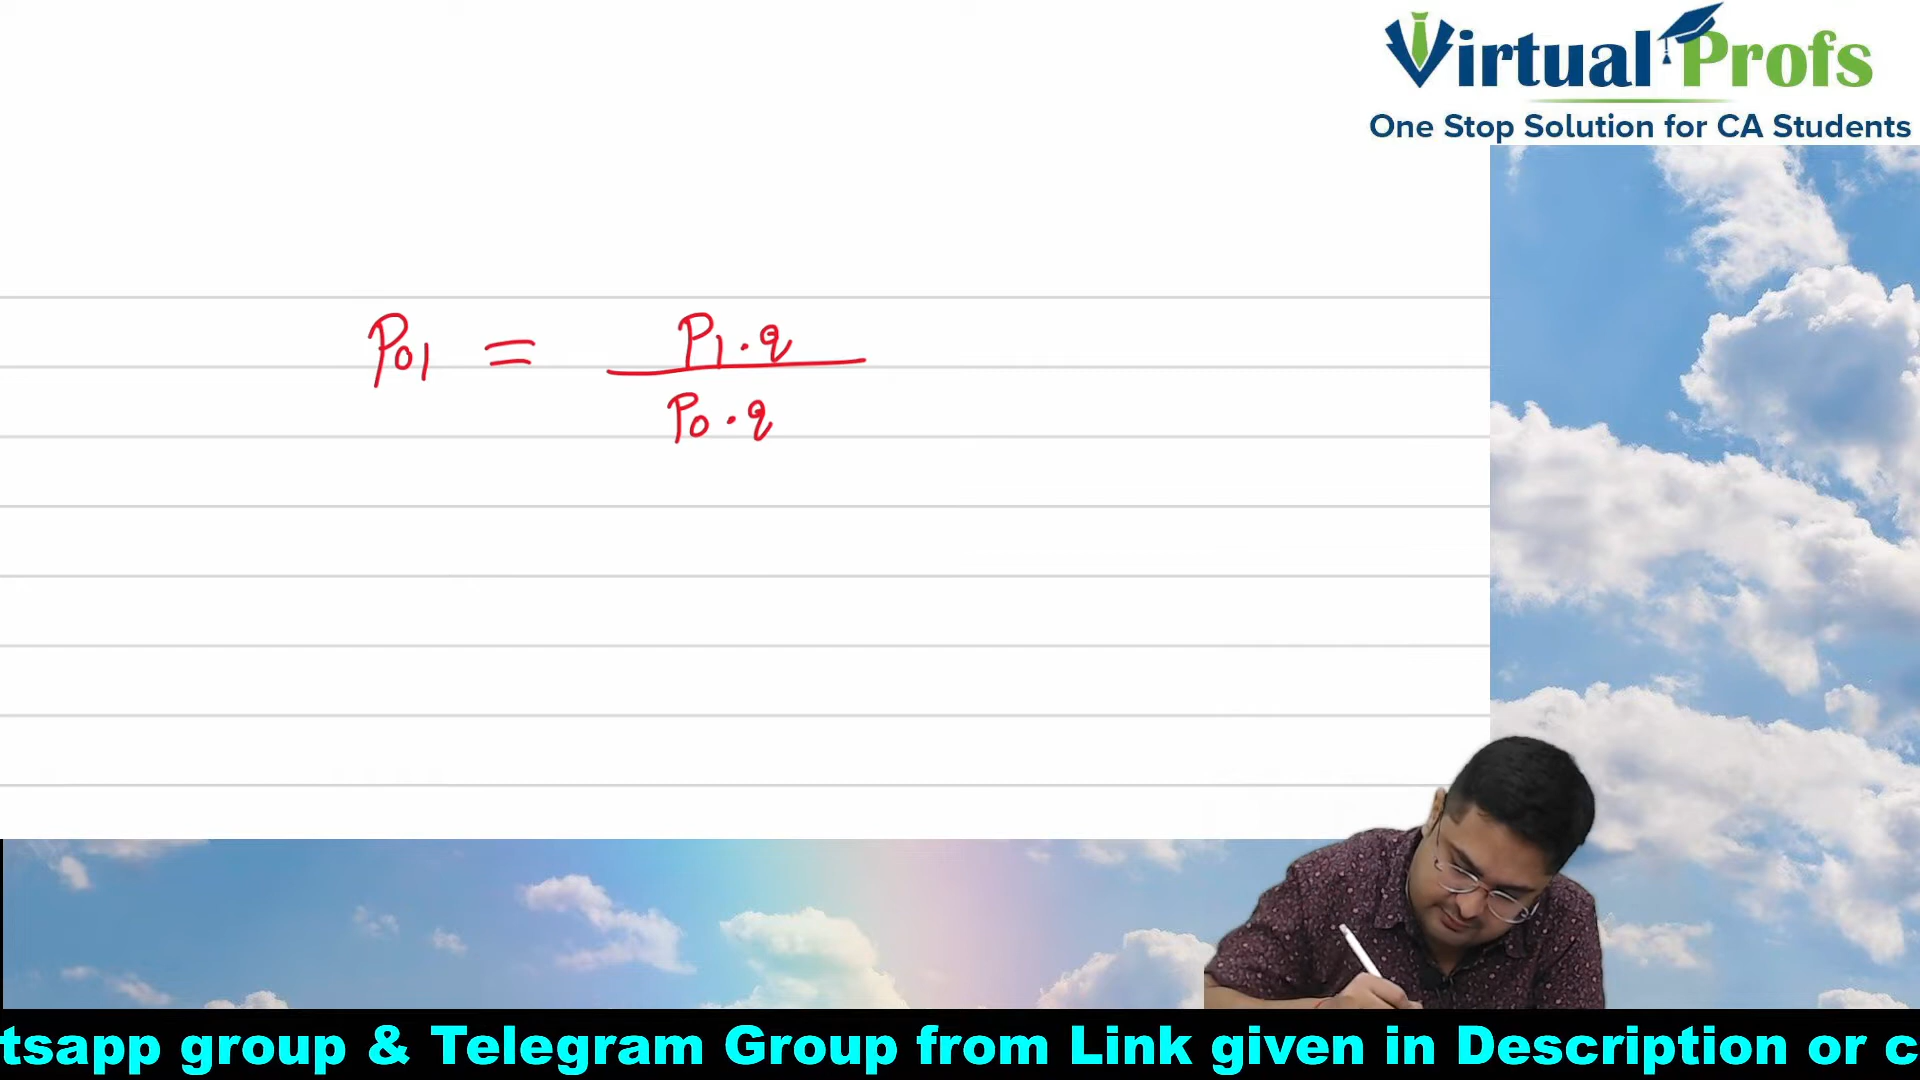 Virtual Profs
One Stop Solution for CA Students
P01 = P1·q
P0·q
tsapp group & Telegram Group from Link given in Description or c